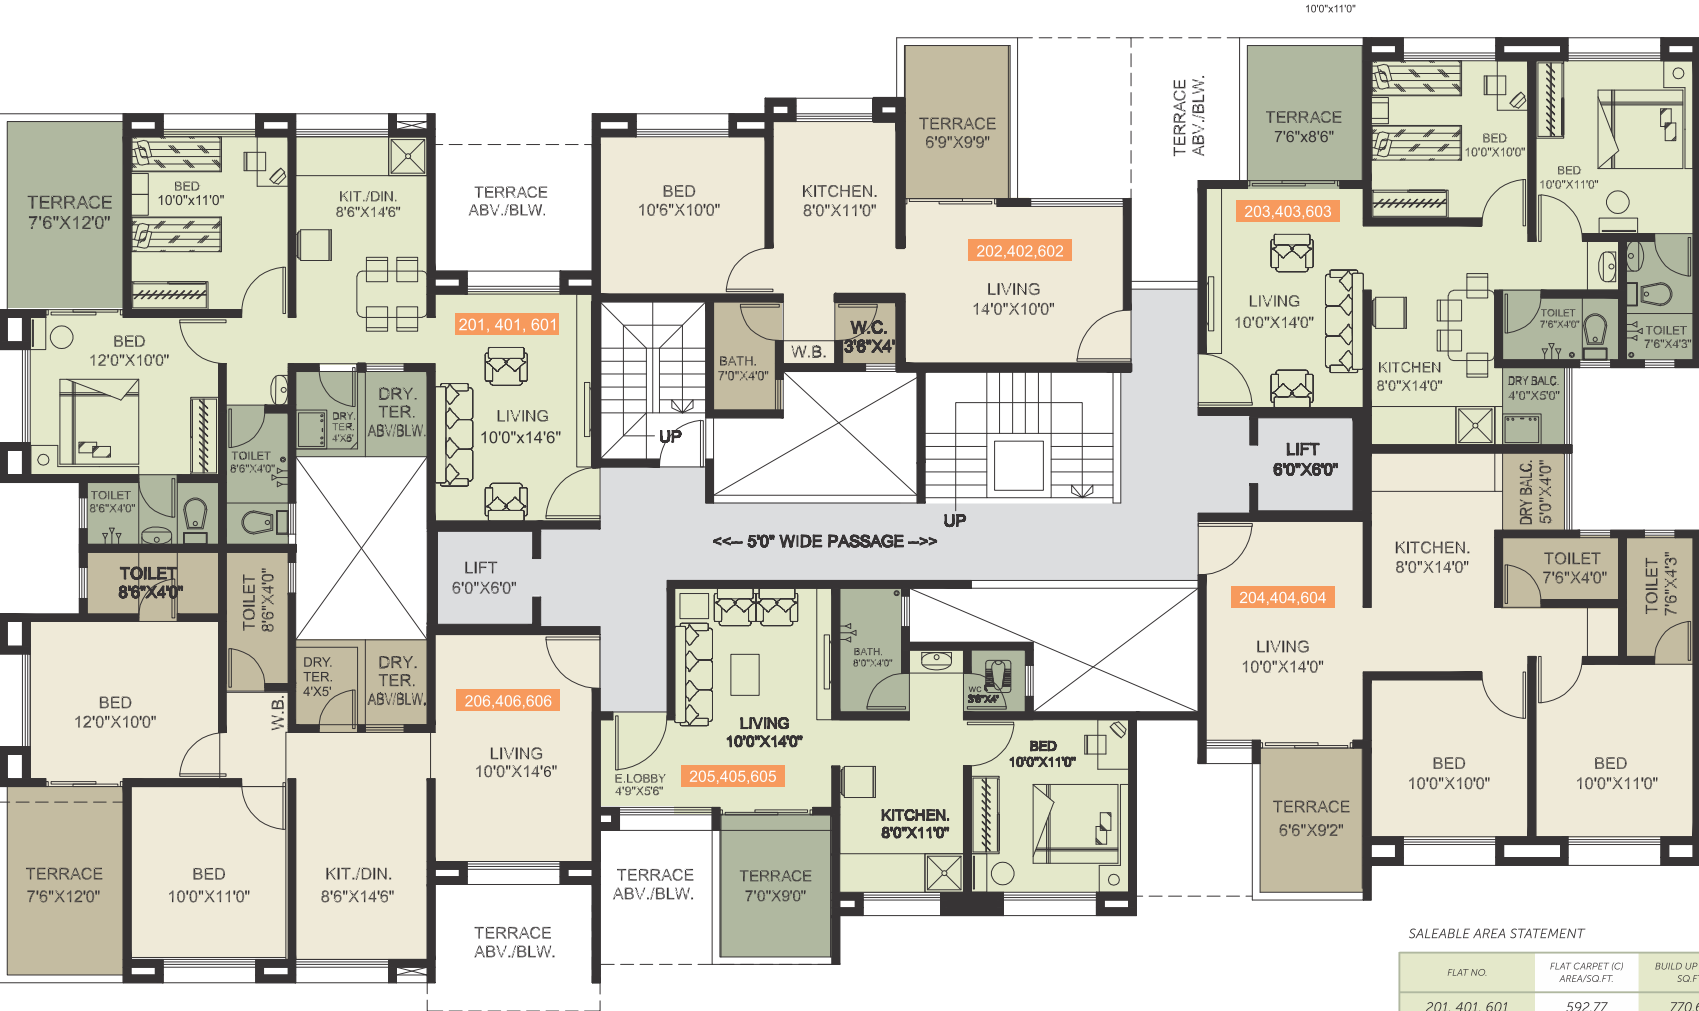 10'0"x11'0"
TERRACE
7'6"X12'0"
BED
10'0"x11'0"
KIT./DIN.
8'6"X14'6"
TERRACE
ABV./BLW.
BED
10'6"X10'0"
KITCHEN.
8'0"X11'0"
TERRACE
6'9"X9'9"
TERRACE
ABV./BLW.
TERRACE
7'6"x8'6"
BED
10'0"X10'0"
BED
10'0"X11'0"
203,403,603
202,402,602
LIVING
14'0"X10'0"
LIVING
10'0"X14'0"
201, 401, 601
BED
12'0"X10'0"
W.C.
3'6"X4'
W.B.
BATH.
7'0"X4'0"
TOILET
7'6"X4'0"
TOILET
7'6"X4'3"
KITCHEN
8'0"X14'0"
DRY BALC.
4'0"X5'0"
DRY.
TER.
4'X5'
DRY.
TER.
ABV/BLW.
LIVING
10'0"x14'6"
UP
TOILET
6'6"X4'0"
LIFT
6'0"X6'0"
TOILET
8'6"X4'0"
DRY BALC.
5'0"X4'0"
UP
<<-- 5'0" WIDE PASSAGE -->>
KITCHEN.
8'0"X14'0"
TOILET
7'6"X4'0"
TOILET
7'6"X4'3"
TOILET
8'6"X4'0"
TOILET
8'6"X4'0"
LIFT
6'0"X6'0"
204,404,604
LIVING
10'0"X14'0"
BATH.
8'0"X4'0"
WC
3'6"X4'
DRY.
TER.
4'X5'
DRY.
TER.
ABV/BLW.
BED
12'0"X10'0"
W.B.
206,406,606
LIVING
10'0"X14'6"
LIVING
10'0"X14'0"
205,405,605
E.LOBBY
4'9"X5'6"
BED
10'0"X11'0"
KITCHEN.
8'0"X11'0"
BED
10'0"X10'0"
BED
10'0"X11'0"
TERRACE
6'6"X9'2"
TERRACE
7'6"X12'0"
BED
10'0"X11'0"
KIT./DIN.
8'6"X14'6"
TERRACE
ABV./BLW.
TERRACE
ABV./BLW.
TERRACE
7'0"X9'0"
SALEABLE AREA STATEMENT
FLAT NO.
FLAT CARPET (C)
AREA/SQ.FT.
BUILD UP
201, 401, 601
592.77